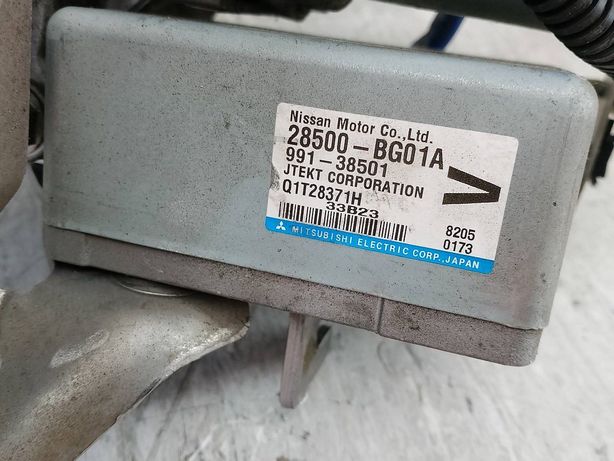 Nissan Motor Co.,Ltd.
28500-BG01A
991-38501
JTEKT CORPORATION
Q1T28371H
33B23
V
8205
0173
MITSUBISHI ELECTRIC CORP., JAPAN